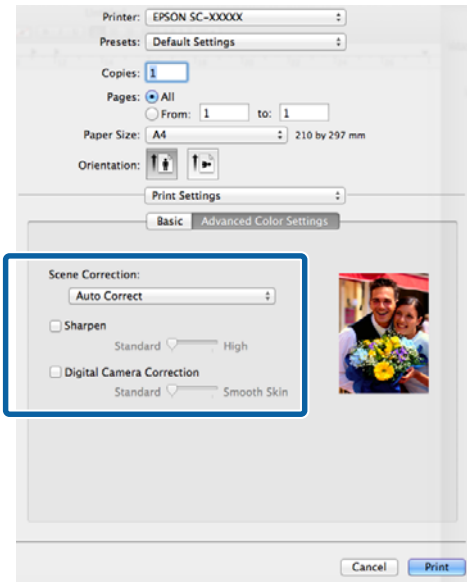 Printer: EPSON SC-XXXXX
Presets: Default Settings
Copies: 1
Pages: All
From: 1 to: 1
Paper Size: A4 210 by 297 mm
Orientation:
Print Settings
Basic Advanced Color Settings
Scene Correction:
Auto Correct
Sharpen
Standard High
Digital Camera Correction
Standard Smooth Skin
Cancel Print